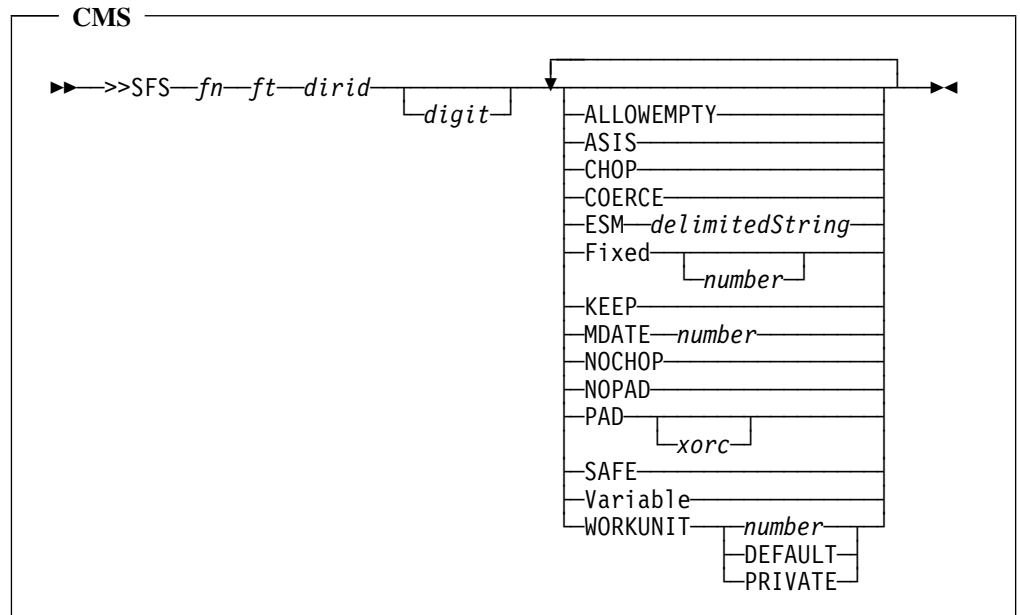 CMS
>>SFS fn ft dirid
digit
ALLOWEMPTY
ASIS
CHOP
COERCE
ESM delimitedString
Fixed
number
KEEP
MDATE number
NOCHOP
NOPAD
PAD
xorc
SAFE
Variable
WORKUNIT number
DEFAULT
PRIVATE